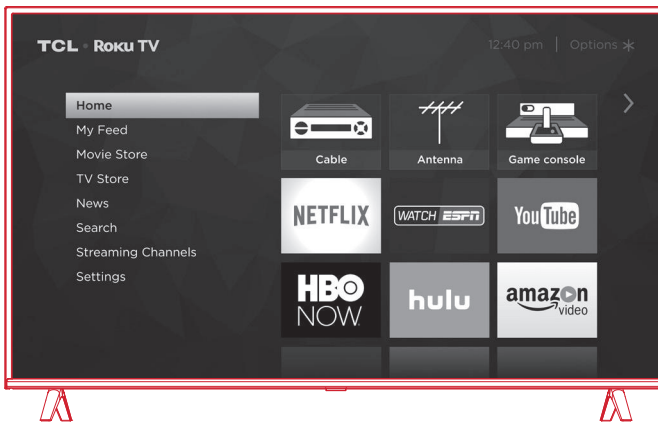 TCL • Roku TV
12:40 pm | Options *
Home
My Feed
Movie Store
TV Store
News
Search
Streaming Channels
Settings
Cable
Antenna
Game console
NETFLIX
WATCH ESPN
YouTube
HBO
NOW.
hulu
amazon
video